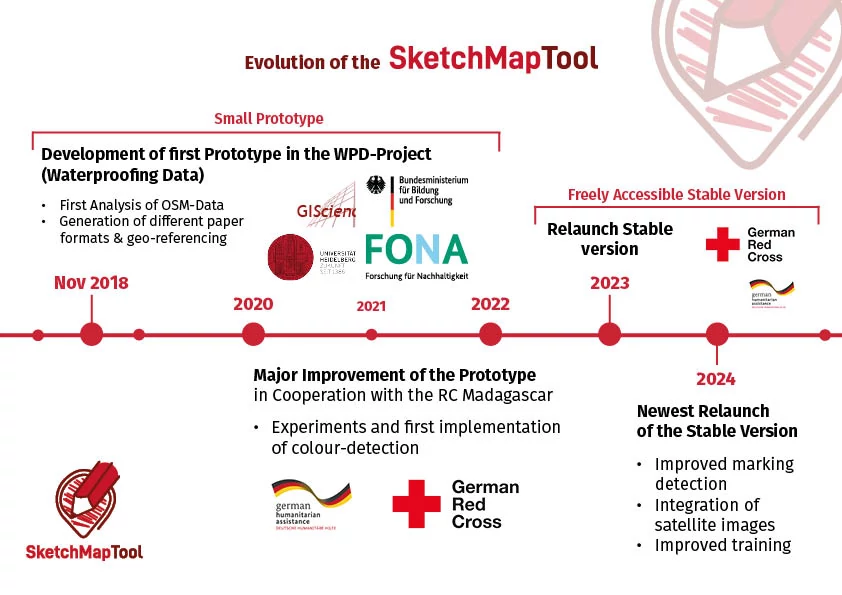 Evolution of the SketchMapTool
Small Prototype
Development of first Prototype in the WPD-Project
(Waterproofing Data)
• First Analysis of OSM-Data
• Generation of different paper
formats & geo-referencing
GIScienc
Bundesministerium
für Bildung
und Forschung
UNIVERSITÄT
HEIDELBERG
ZUKUNFT
SEIT 1386
FONA
Forschung für Nachhaltigkeit
Freely Accessible Stable Version
Relaunch Stable
version
German
Red
Cross
german
humanitarian
assistance
DEUTSCHE HUMANITÄRE HILFE
Nov 2018
2020
2021
2022
2023
2024
Major Improvement of the Prototype
in Cooperation with the RC Madagascar
• Experiments and first implementation
of colour-detection
german
humanitarian
assistance
DEUTSCHE HUMANITÄRE HILFE
German
Red
Cross
Newest Relaunch
of the Stable Version
• Improved marking
detection
• Integration of
satellite images
• Improved training
SketchMapTool